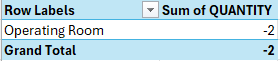 Row Labels Sum of QUANTITY
Operating Room -2
Grand Total -2